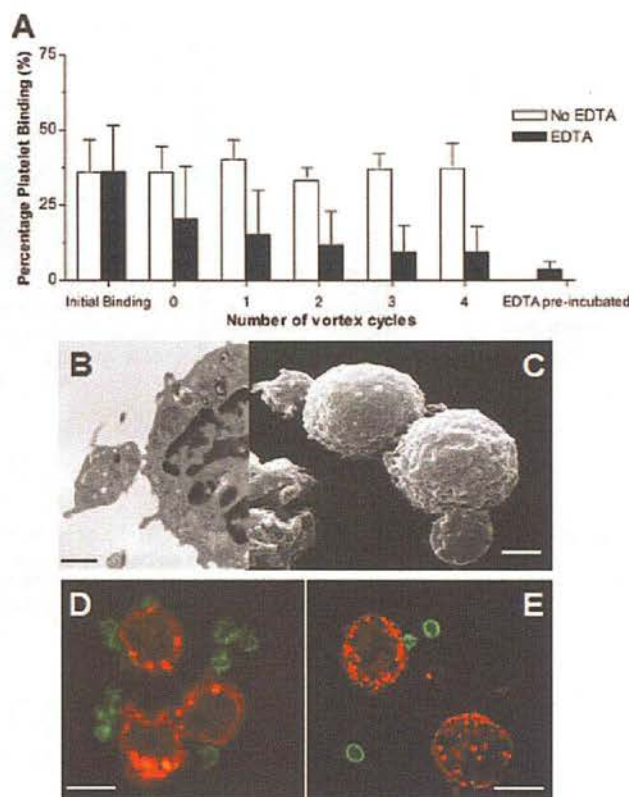 A
Percentage Platelet Binding (%)
75
50
25
0
No EDTA
EDTA
Initial Binding 0 1 2 3 4 EDTA pre-incubated
Number of vortex cycles
B
C
D
E